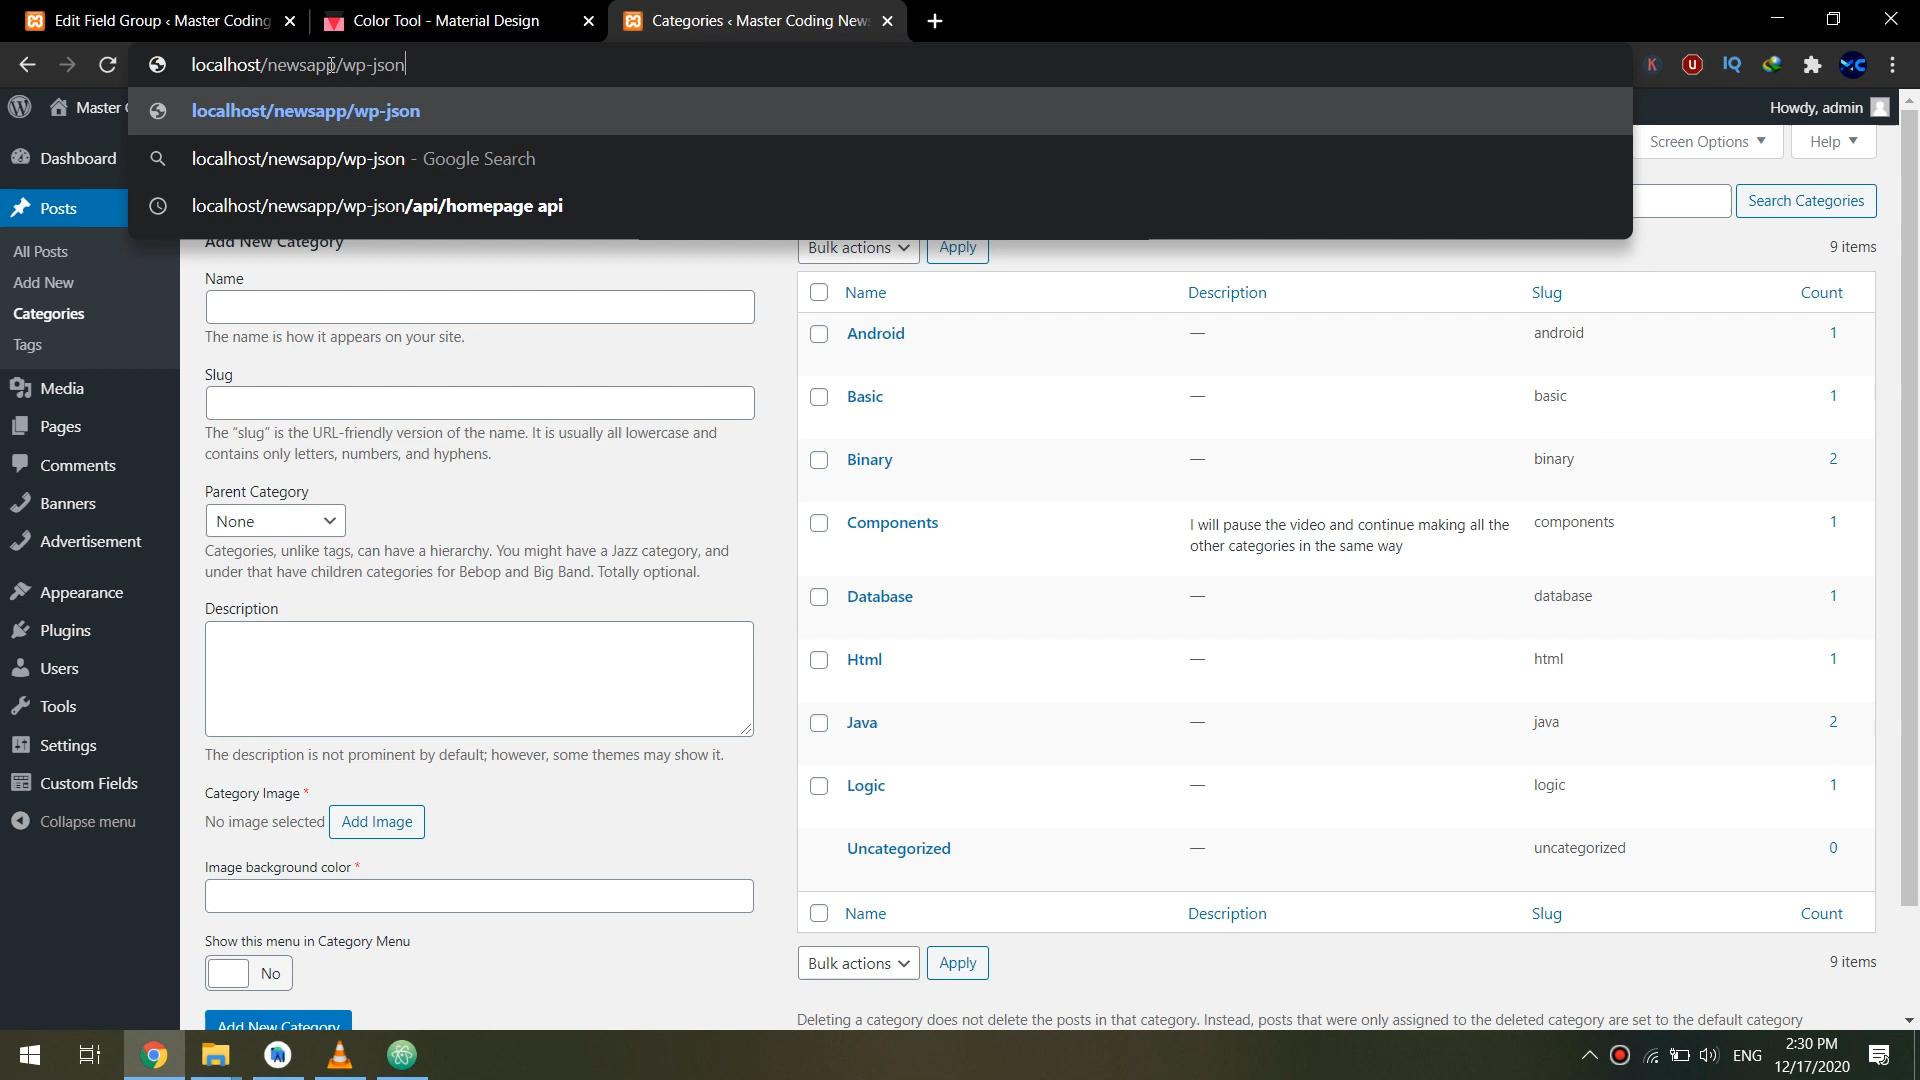 Edit Field Group ‹ Master Coding
Color Tool - Material Design
Categories ‹ Master Coding New
localhost/newsapp/wp-json
localhost/newsapp/wp-json
localhost/newsapp/wp-json - Google Search
localhost/newsapp/wp-json/api/homepage api
K
U
IQ
Master
Howdy, admin
Screen Options
Help
Search Categories
Dashboard
Posts
All Posts
Add New
Categories
Tags
Media
Pages
Comments
Banners
Advertisement
Appearance
Plugins
Users
Tools
Settings
Custom Fields
Collapse menu
Add New Category
Name
The name is how it appears on your site.
Slug
The “slug” is the URL-friendly version of the name. It is usually all lowercase and
contains only letters, numbers, and hyphens.
Parent Category
None
Categories, unlike tags, can have a hierarchy. You might have a Jazz category, and
under that have children categories for Bebop and Big Band. Totally optional.
Description
The description is not prominent by default; however, some themes may show it.
Category Image *
No image selected Add Image
Image background color *
Show this menu in Category Menu
No
Add New Category
Bulk actions Apply 9 items
Name Description Slug Count
Android — android 1
Basic — basic 1
Binary — binary 2
Components I will pause the video and continue making all the components 1
other categories in the same way
Database — database 1
Html — html 1
Java — java 2
Logic — logic 1
Uncategorized — uncategorized 0
Name Description Slug Count
Bulk actions Apply 9 items
Deleting a category does not delete the posts in that category. Instead, posts that were only assigned to the deleted category are set to the default category
ENG
2:30 PM
12/17/2020